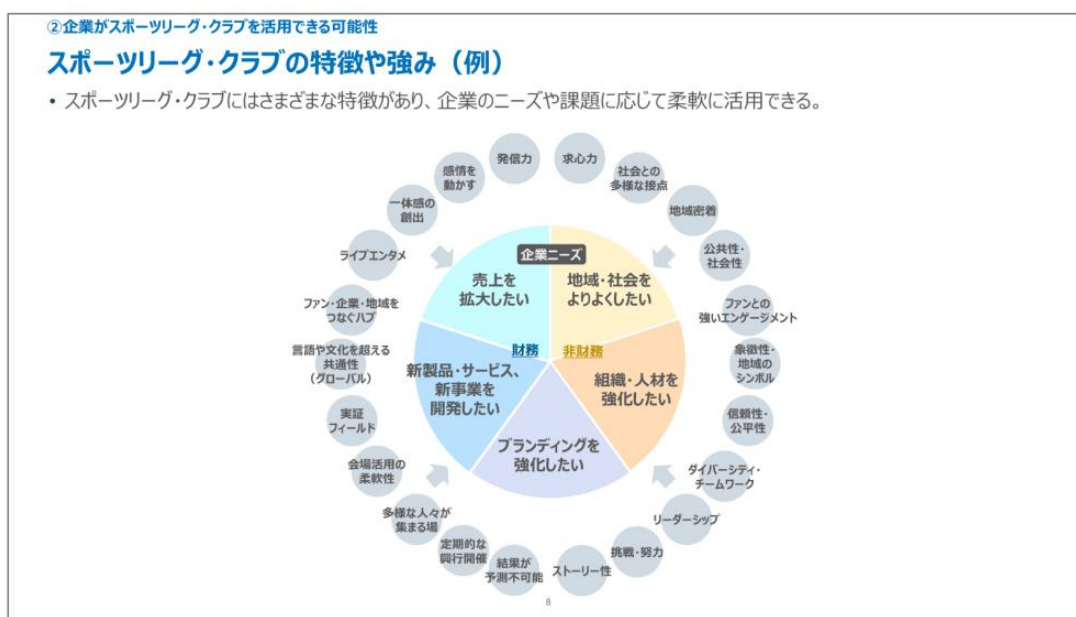 ②企業がスポーツリーグ・クラブを活用できる可能性
スポーツリーグ・クラブの特徴や強み（例）
• スポーツリーグ・クラブにはさまざまな特徴があり、企業のニーズや課題に応じて柔軟に活用できる。
発信力
求心力
社会との
多様な接点
地域密着
公共性・
社会性
ファンとの
強いエンゲージメント
象徴性・
地域の
シンボル
信頼性・
公平性
ダイバーシティ・
チームワーク
リーダーシップ
挑戦・努力
ストーリー性
結果が
予測不可能
定期的な
興行開催
多様な人々が
集まる場
会場活用の
柔軟性
実証
フィールド
言語や文化を超える
共通性
（グローバル）
ファン・企業・地域を
つなぐハブ
ライブエンタメ
一体感の
創出
感情を
動かす
企業ニーズ
売上を
拡大したい
地域・社会を
よりよくしたい
財務
非財務
新製品・サービス、
新事業を
開発したい
組織・人材を
強化したい
ブランディングを
強化したい
8